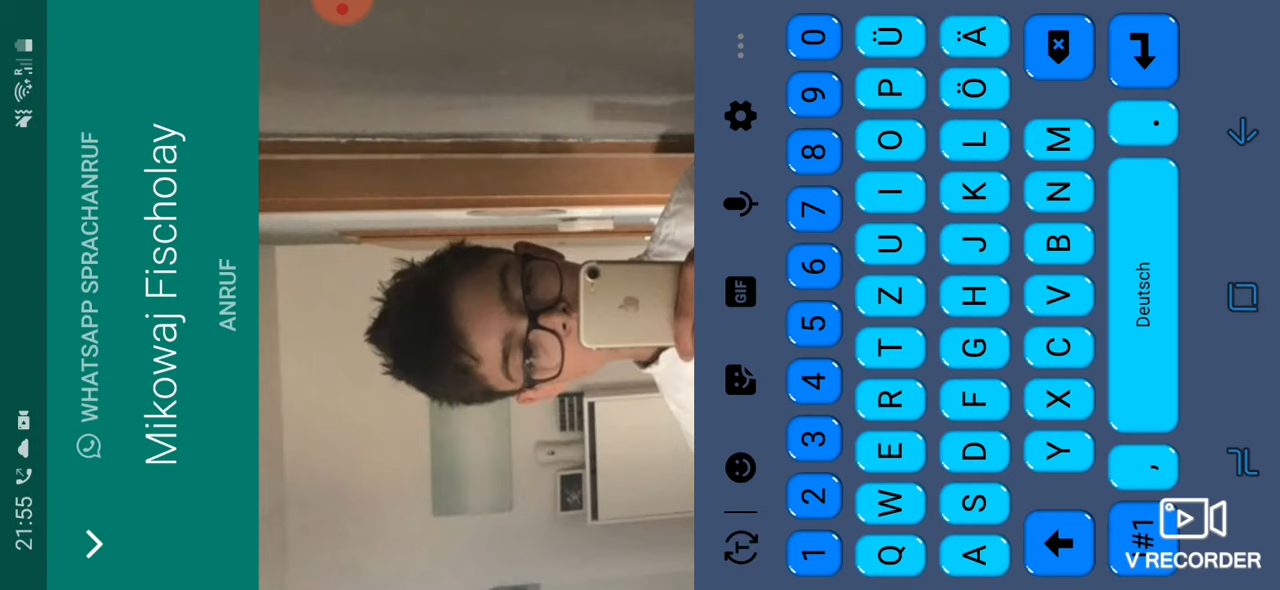 21:55
WHATSAPP SPRACHANRUF
Mikowaj Fischolay
ANRUF
T GIF
1 2 3 4 5 6 7 8 9 0
Q W E R T Z U I O P Ü
A S D F G H J K L Ö Ä
Y X C V B N M
!#1 , Deutsch .
V RECORDER